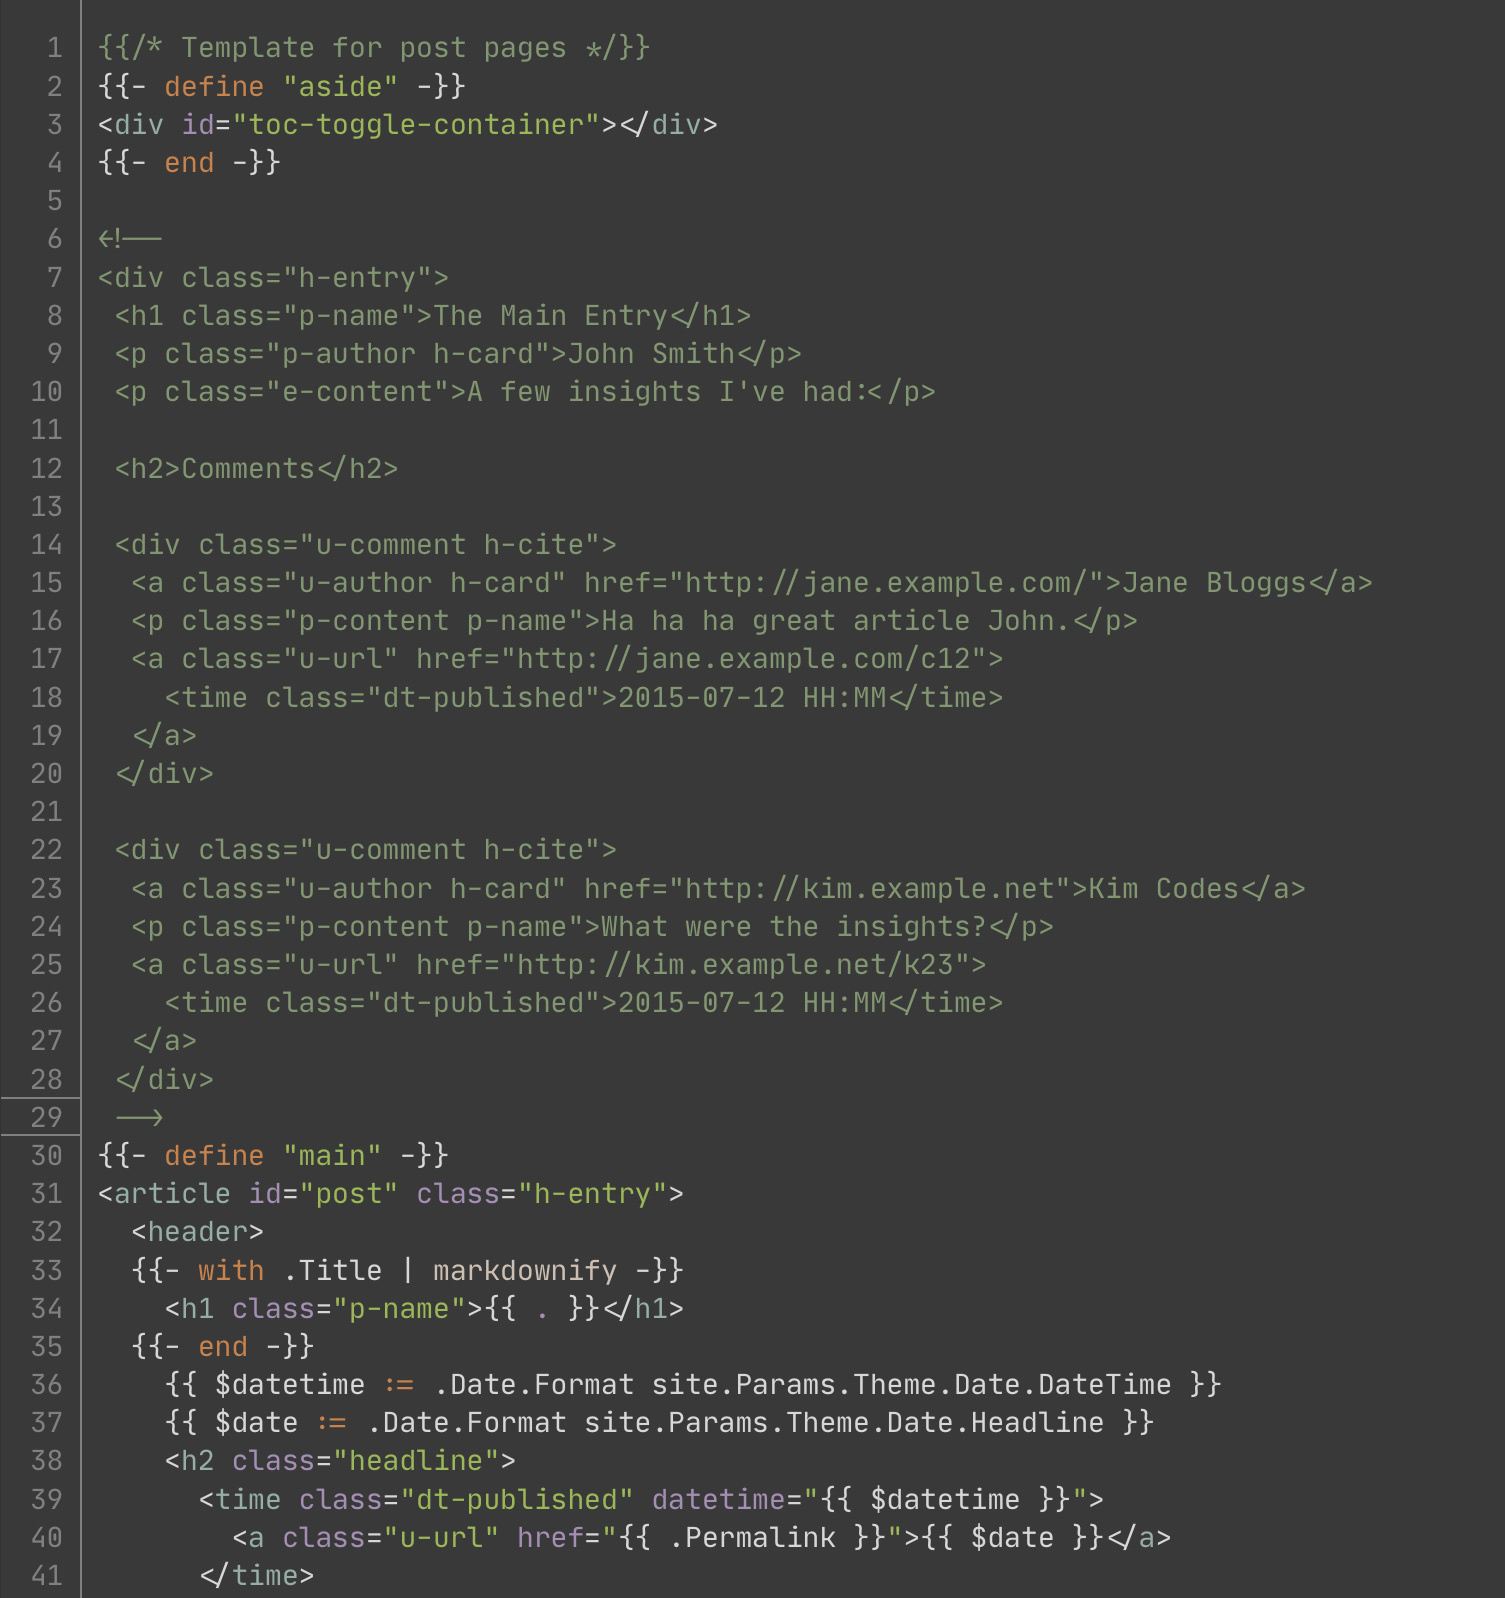 1 {{/* Template for post pages */}}
2 {{- define "aside" -}}
3 <div id="toc-toggle-container"></div>
4 {{- end -}}
5
6 <!--
7 <div class="h-entry">
8  <h1 class="p-name">The Main Entry</h1>
9  <p class="p-author h-card">John Smith</p>
10  <p class="e-content">A few insights I've had:</p>
11
12  <h2>Comments</h2>
13
14  <div class="u-comment h-cite">
15   <a class="u-author h-card" href="http://jane.example.com/">Jane Bloggs</a>
16   <p class="p-content p-name">Ha ha ha great article John.</p>
17   <a class="u-url" href="http://jane.example.com/c12">
18     <time class="dt-published">2015-07-12 HH:MM</time>
19   </a>
20  </div>
21
22  <div class="u-comment h-cite">
23   <a class="u-author h-card" href="http://kim.example.net">Kim Codes</a>
24   <p class="p-content p-name">What were the insights?</p>
25   <a class="u-url" href="http://kim.example.net/k23">
26     <time class="dt-published">2015-07-12 HH:MM</time>
27   </a>
28  </div>
29  -->
30 {{- define "main" -}}
31 <article id="post" class="h-entry">
32   <header>
33   {{- with .Title | markdownify -}}
34     <h1 class="p-name">{{ . }}</h1>
35   {{- end -}}
36     {{ $datetime := .Date.Format site.Params.Theme.Date.DateTime }}
37     {{ $date := .Date.Format site.Params.Theme.Date.Headline }}
38     <h2 class="headline">
39       <time class="dt-published" datetime="{{ $datetime }}">
40         <a class="u-url" href="{{ .Permalink }}">{{ $date }}</a>
41       </time>